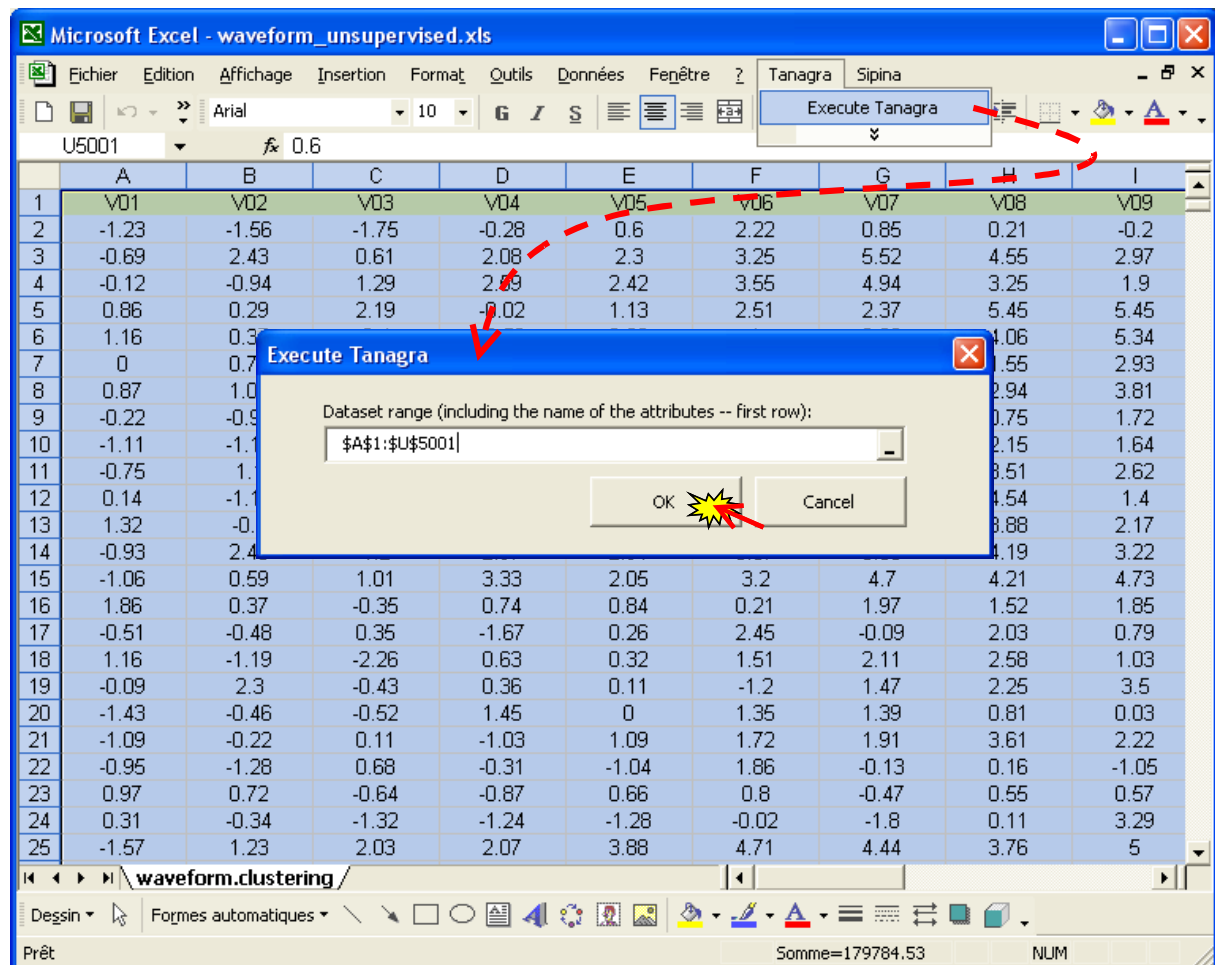 Microsoft Excel - waveform_unsupervised.xls
Fichier Edition Affichage Insertion Format Outils Données Fenêtre ? Tanagra Sipina
Arial 10 G I S Execute Tanagra
U5001 fx 0.6
A B C D E F G H I
1 V01 V02 V03 V04 V05 V06 V07 V08 V09
2 -1.23 -1.56 -1.75 -0.28 0.6 2.22 0.85 0.21 -0.2
3 -0.69 2.43 0.61 2.08 2.3 3.25 5.52 4.55 2.97
4 -0.12 -0.94 1.29 2.42 3.55 4.94 3.25 1.9
5 0.86 0.29 2.19 -0.02 1.13 2.51 2.37 5.45 5.45
6 1.16 5.34
7 0 2.93
8 0.87 3.81
9 -0.22 1.72
10 -1.11 1.64
11 -0.75 2.62
12 0.14 1.4
13 1.32 2.17
14 -0.93 3.22
Execute Tanagra
Dataset range (including the name of the attributes -- first row):
$A$1:$U$5001
OK Cancel
15 -1.06 0.59 1.01 3.33 2.05 3.2 4.7 4.21 4.73
16 1.86 0.37 -0.35 0.74 0.84 0.21 1.97 1.52 1.85
17 -0.51 -0.48 0.35 -1.67 0.26 2.45 -0.09 2.03 0.79
18 1.16 -1.19 -2.26 0.63 0.32 1.51 2.11 2.58 1.03
19 -0.09 2.3 -0.43 0.36 0.11 -1.2 1.47 2.25 3.5
20 -1.43 -0.46 -0.52 1.45 0 1.35 1.39 0.81 0.03
21 -1.09 -0.22 0.11 -1.03 1.09 1.72 1.91 3.61 2.22
22 -0.95 -1.28 0.68 -0.31 -1.04 1.86 -0.13 0.16 -1.05
23 0.97 0.72 -0.64 -0.87 0.66 0.8 -0.47 0.55 0.57
24 0.31 -0.34 -1.32 -1.24 -1.28 -0.02 -1.8 0.11 3.29
25 -1.57 1.23 2.03 2.07 3.88 4.71 4.44 3.76 5
waveform.clustering
Dessin Formes automatiques
Prêt Somme=179784.53 NUM